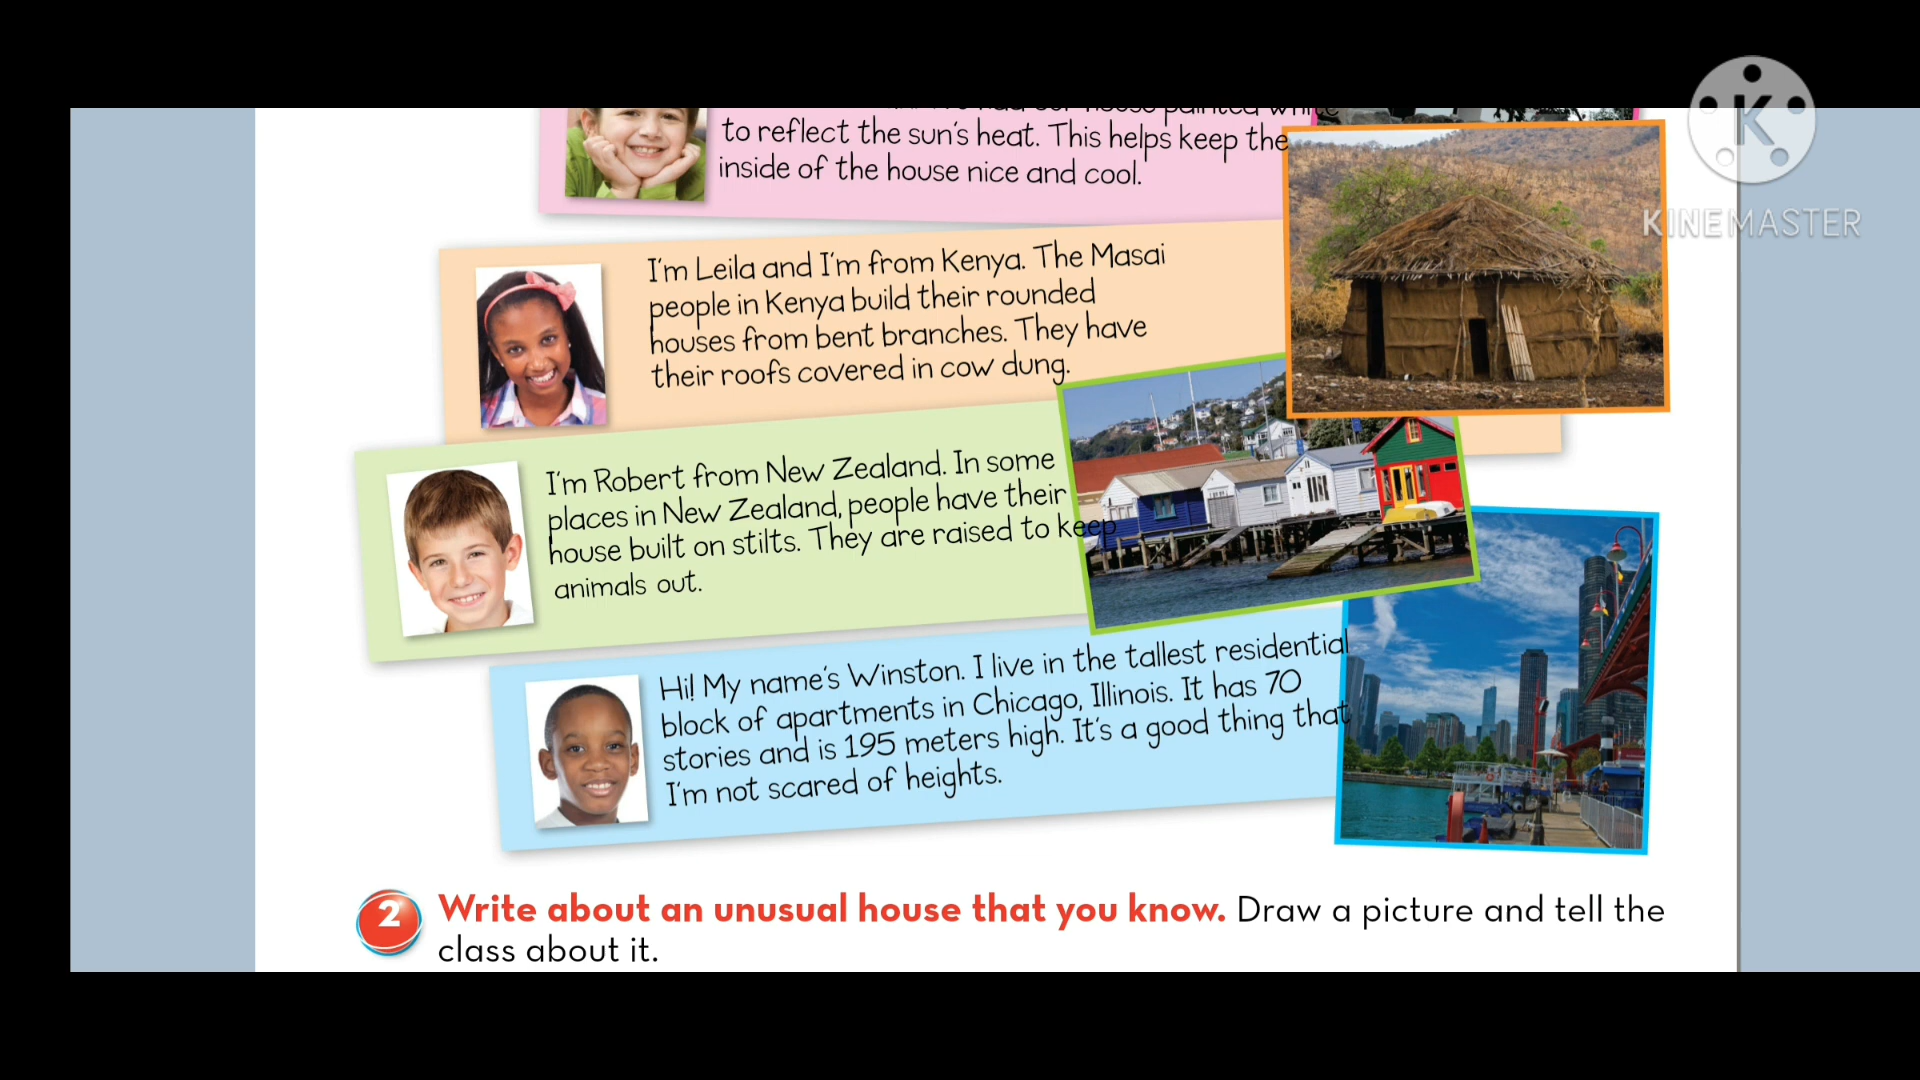 had our house painted white
to reflect the sun's heat. This helps keep the
inside of the house nice and cool.
I'm Leila and I'm from Kenya. The Masai
people in Kenya build their rounded
houses from bent branches. They have
their roofs covered in cow dung.
I'm Robert from New Zealand. In some
places in New Zealand, people have their
house built on stilts. They are raised to keep
animals out.
Hi! My name's Winston. I live in the tallest residential
block of apartments in Chicago, Illinois. It has 70
stories and is 195 meters high. It's a good thing that
I'm not scared of heights.
2 Write about an unusual house that you know. Draw a picture and tell the
class about it.
K
KINEMASTER